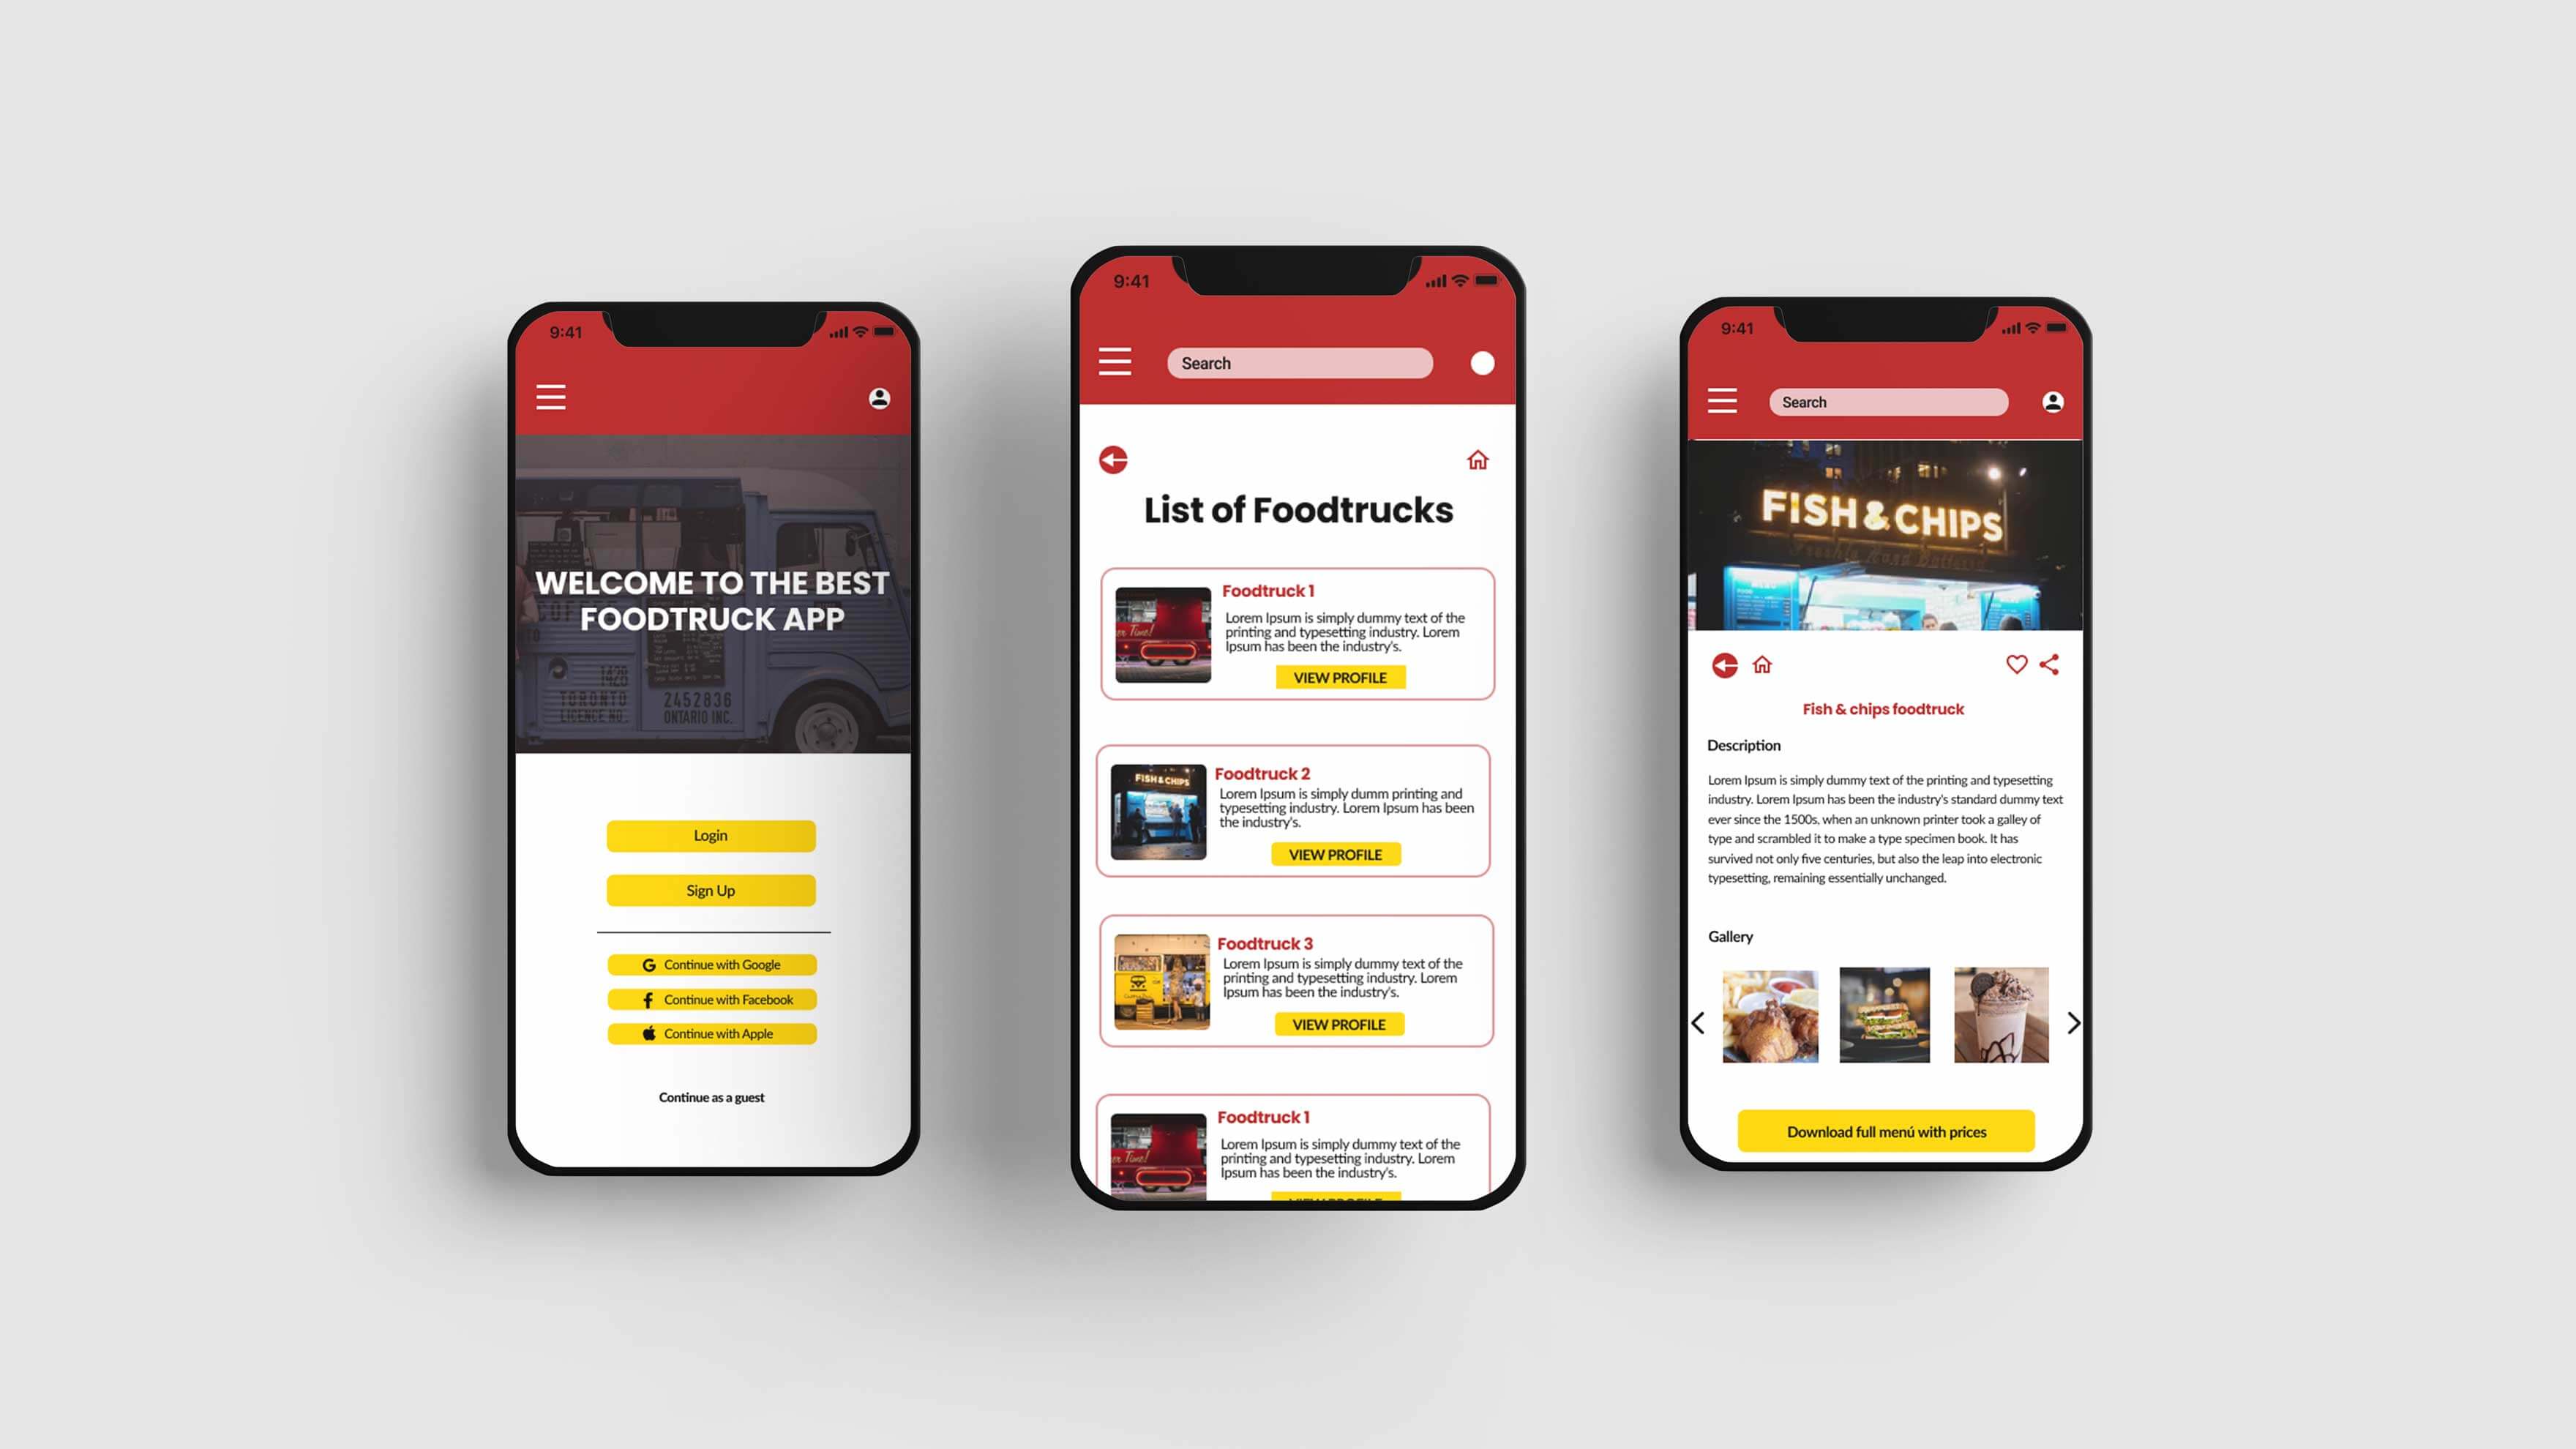 9:41
WELCOME TO THE BEST
FOODTRUCK APP
1428
TORONTO
LICENCE NO.
2452836
ONTARIO INC.
Login
Sign Up
Continue with Google
Continue with Facebook
Continue with Apple
Continue as a guest
9:41
Search
List of Foodtrucks
Foodtruck 1
Lorem Ipsum is simply dummy text of the
printing and typesetting industry. Lorem
Ipsum has been the industry's.
VIEW PROFILE
FISH & CHIPS
Foodtruck 2
Lorem Ipsum is simply dumm printing and
typesetting industry. Lorem Ipsum has been
the industry's.
VIEW PROFILE
Foodtruck 3
Lorem Ipsum is simply dummy text of the
printing and typesetting industry. Lorem
Ipsum has been the industry's.
VIEW PROFILE
Foodtruck 1
Lorem Ipsum is simply dummy text of the
printing and typesetting industry. Lorem
Ipsum has been the industry's.
VIEW PROFILE
9:41
Search
FISH & CHIPS
Fish & chips foodtruck
Description
Lorem Ipsum is simply dummy text of the printing and typesetting
industry. Lorem Ipsum has been the industry's standard dummy text
ever since the 1500s, when an unknown printer took a galley of
type and scrambled it to make a type specimen book. It has
survived not only five centuries, but also the leap into electronic
typesetting, remaining essentially unchanged.
Gallery
Download full menú with prices